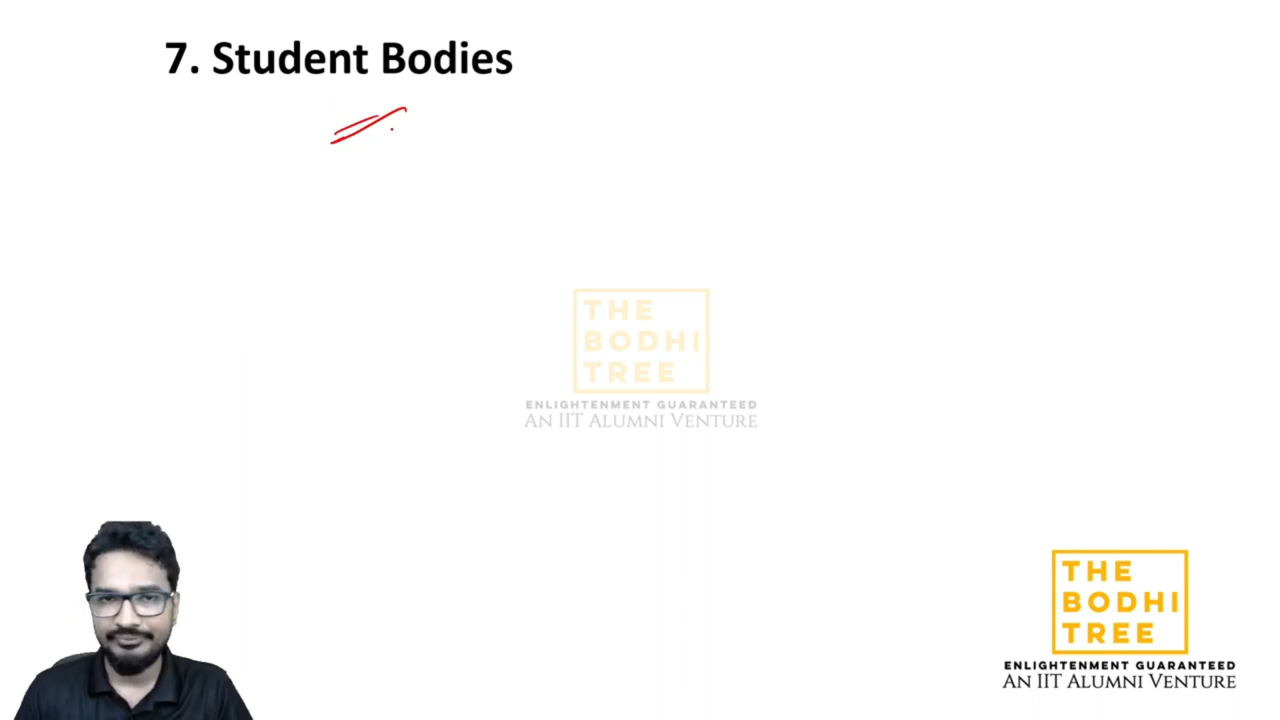 7. Student Bodies
THE
BODHI
TREE
ENLIGHTENMENT GUARANTEED
AN IIT ALUMNI VENTURE
THE
BODHI
TREE
ENLIGHTENMENT GUARANTEED
AN IIT ALUMNI VENTURE